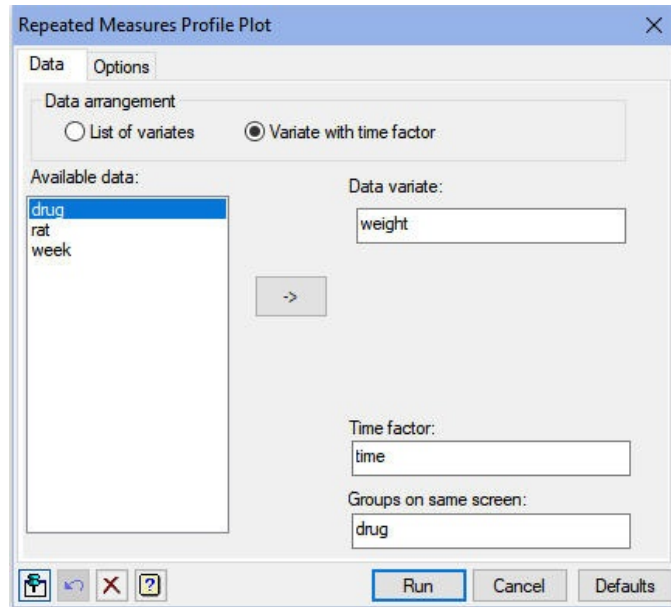 Repeated Measures Profile Plot
Data Options
Data arrangement
List of variates Variate with time factor
Available data:
drug
rat
week
Data variate:
weight
->
Time factor:
time
Groups on same screen:
drug
Run Cancel Defaults